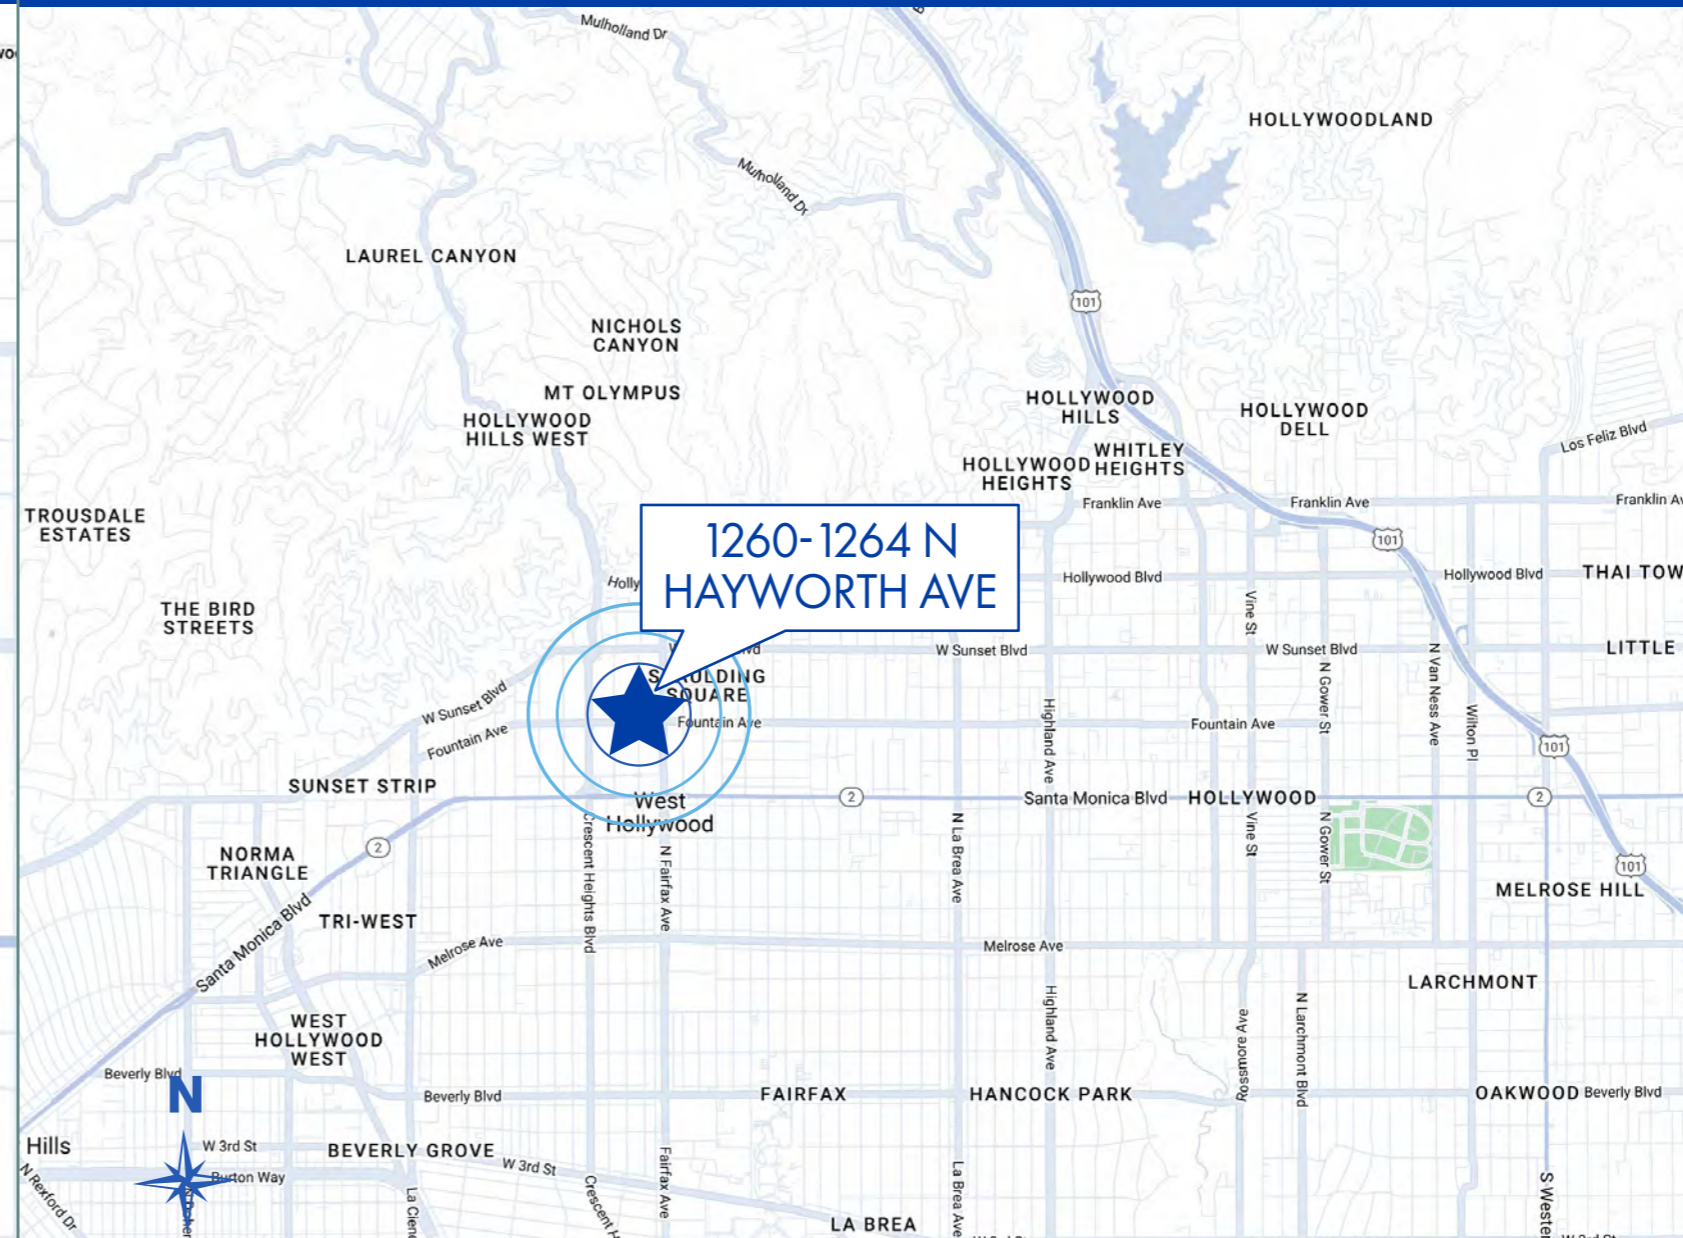 Mulholland Dr
HOLLYWOODLAND
Mulholland Dr
LAUREL CANYON
101
NICHOLS
CANYON
MT OLYMPUS
HOLLYWOOD
HILLS WEST
HOLLYWOOD
HILLS
HOLLYWOOD
DELL
Los Feliz Blvd
WHITLEY
HEIGHTS
HOLLYWOOD
HEIGHTS
Franklin Ave
Franklin Ave
Franklin Av
TROUSDALE
ESTATES
1260-1264 N
HAYWORTH AVE
101
Holly
Hollywood Blvd
Hollywood Blvd
THAI TOW
THE BIRD
STREETS
Vine St
W Sunset Blvd
W Sunset Blvd
LITTLE
SQUARE
W Sunset Blvd
Fountain Ave
Fountain Ave
Fountain Ave
Highland Ave
N Gower St
N Van Ness Ave
Wilton Pl
101
SUNSET STRIP
West
Hollywood
2
Santa Monica Blvd
HOLLYWOOD
2
2
NORMA
TRIANGLE
Crescent Heights Blvd
N Fairfax Ave
N La Brea Ave
Vine St
N Gower St
101
MELROSE HILL
Santa Monica Blvd
TRI-WEST
Melrose Ave
Melrose Ave
LARCHMONT
WEST
HOLLYWOOD
WEST
Highland Ave
Rossmore Ave
N Larchmont Blvd
Beverly Blvd
N
Beverly Blvd
FAIRFAX
HANCOCK PARK
OAKWOOD
Beverly Blvd
Hills
W 3rd St
BEVERLY GROVE
W 3rd St
Burton Way
N Rexford Dr
La Cien
Crescent H
Fairfax Ave
La Brea Ave
S Wester
LA BREA